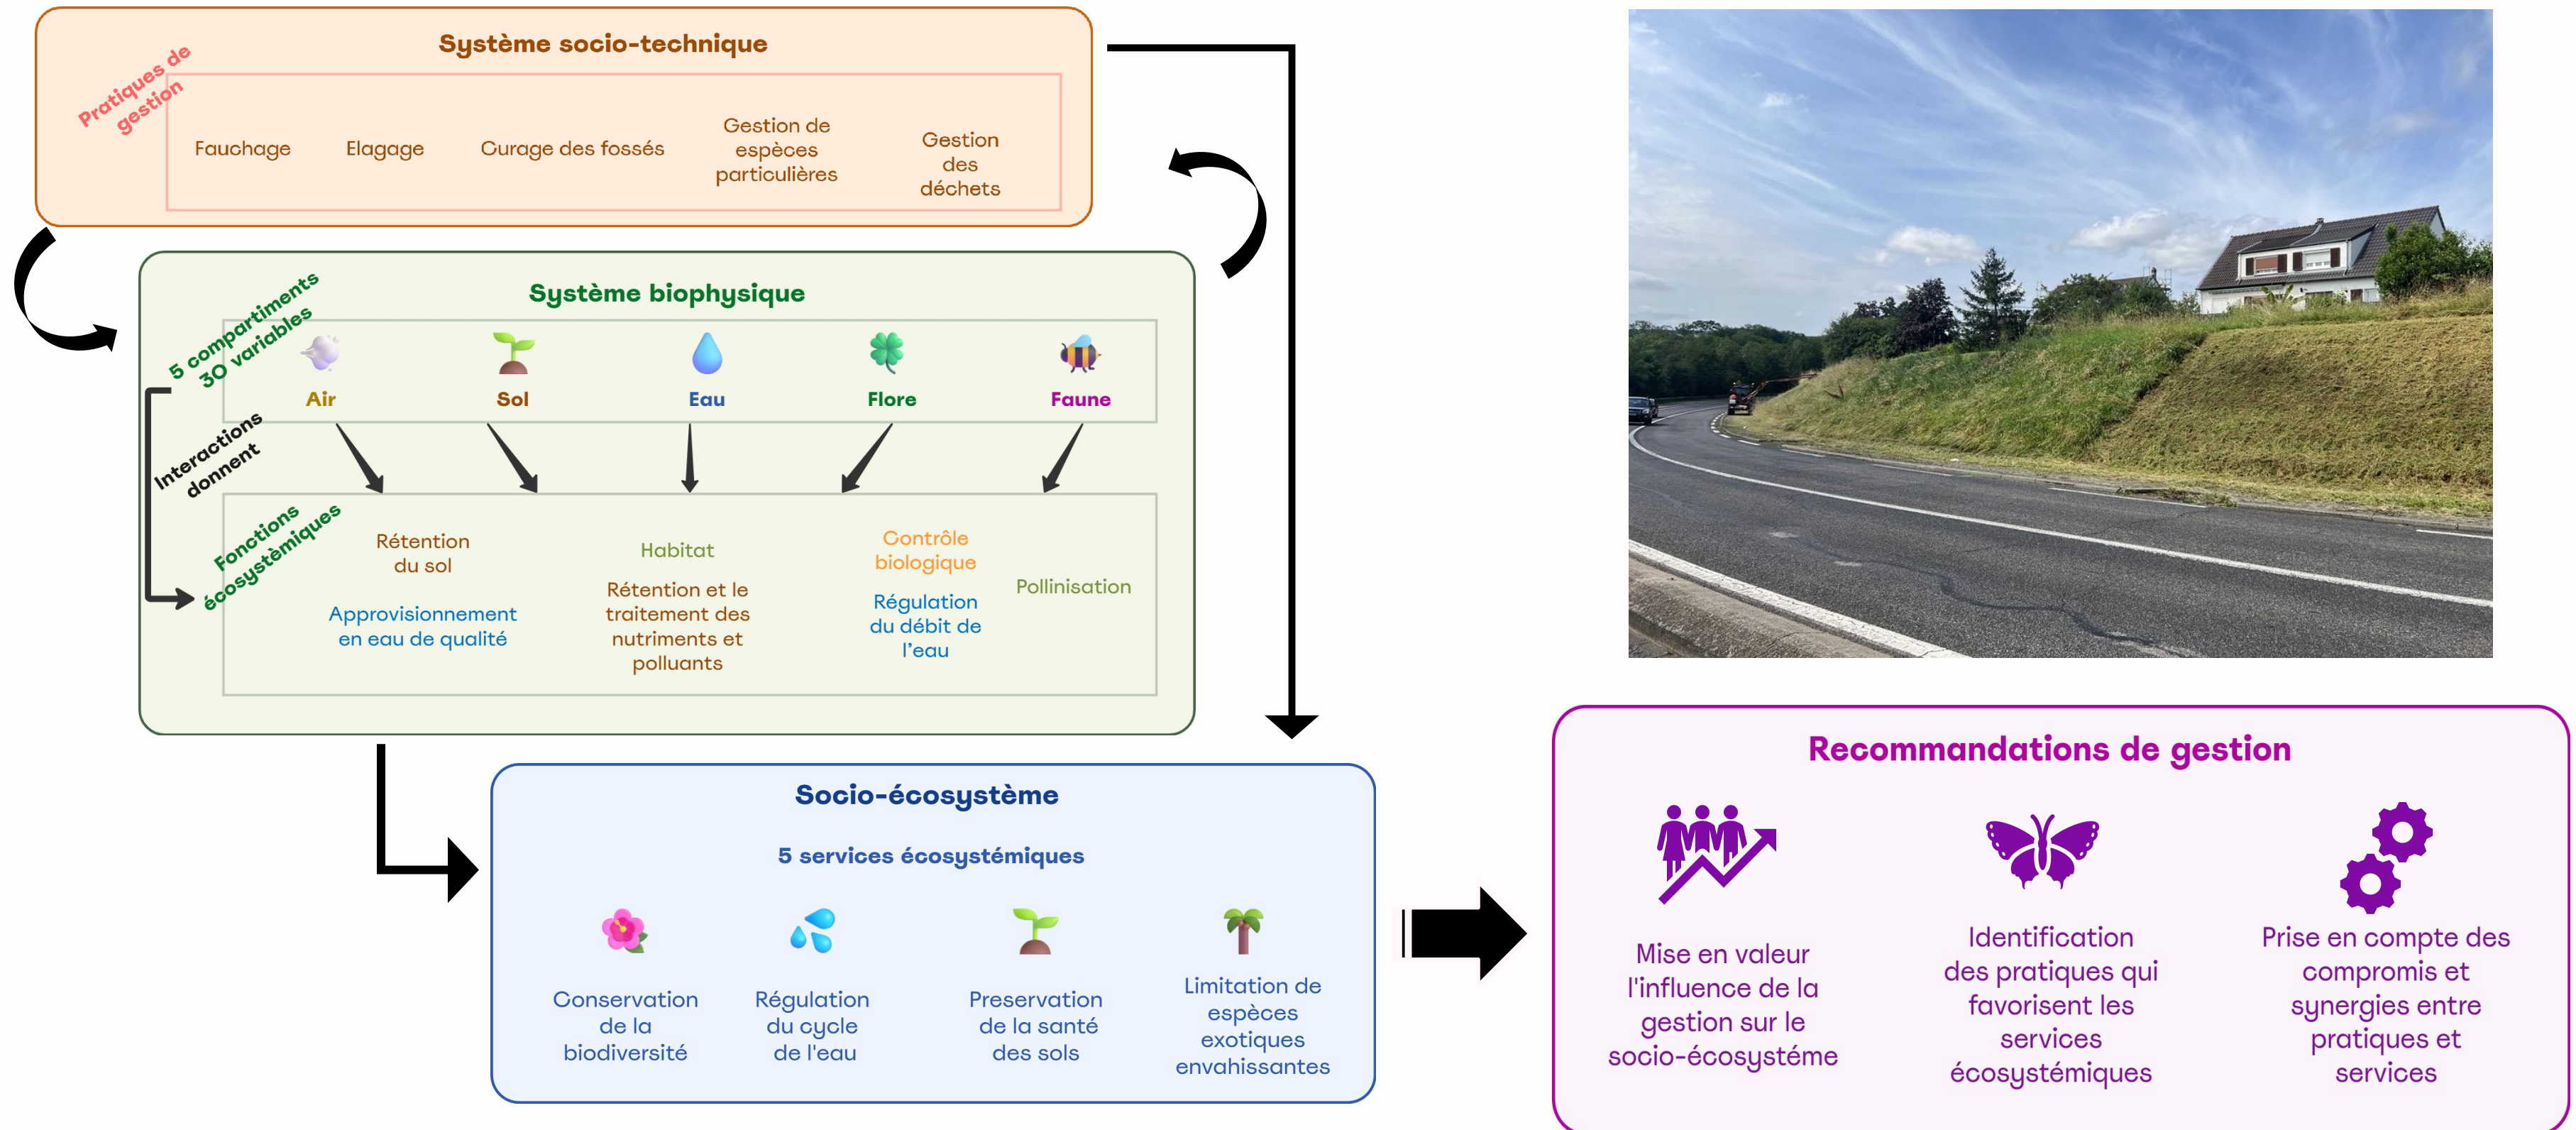 Système socio-technique
Pratiques de
gestion
Fauchage
Elagage
Curage des fossés
Gestion de
espèces
particulières
Gestion
des
déchets
Système biophysique
5 compartiments
30 variables
Air
Sol
Eau
Flore
Faune
Interactions
donnent
Fonctions
écosystèmiques
Rétention
du sol
Approvisionnement
en eau de qualité
Habitat
Rétention et le
traitement des
nutriments et
polluants
Contrôle
biologique
Régulation
du débit de
l'eau
Pollinisation
Socio-écosystème
5 services écosystémiques
Conservation
de la
biodiversité
Régulation
du cycle
de l'eau
Preservation
de la santé
des sols
Limitation de
espèces
exotiques
envahissantes
Recommandations de gestion
Mise en valeur
l'influence de la
gestion sur le
socio-écosystéme
Identification
des pratiques qui
favorisent les
services
écosystémiques
Prise en compte des
compromis et
synergies entre
pratiques et
services